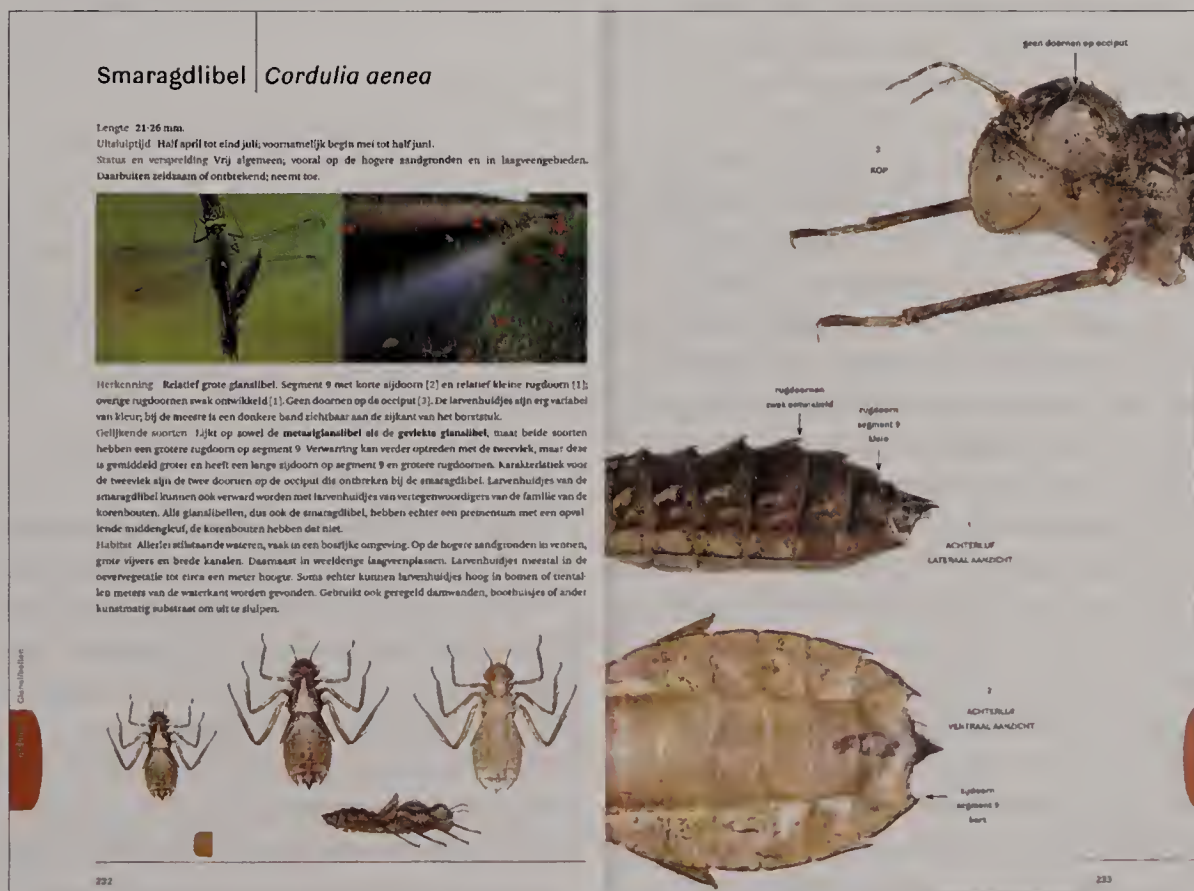 Smaragdlibel | Cordulia aenea
Lengte 21-26 mm.
Uitsluiptijd Half april tot eind juli; voornamelijk begin mei tot half juni.
Status en verspreiding Vrij algemeen; vooral op de hogere zandgronden en in laagveengebieden.
Daarbuiten zeldzaam of ontbrekend; neemt toe.
Herkenning Relatief grote glanslibel. Segment 9 met korte zijdoorn [2] en relatief kleine rugdoorn [1];
overige rugdoornen zwak ontwikkeld [1]. Geen doornen op de occiput [3]. De larvenhuidjes zijn erg variabel
van kleur; bij de meeste is een donkere band zichtbaar aan de zijkant van het borststuk.
Gelijkende soorten Lijkt op zowel de metaalglanslibel als de gevlekte glanslibel, maar beide soorten
hebben een grotere rugdoorn op segment 9. Verwarring kan verder optreden met de tweevlek, maar deze
is gemiddeld groter en heeft een lange zijdoorn op segment 9 en grotere rugdoornen. Karakteristiek voor
de tweevlek zijn de twee doornen op de occiput die ontbreken bij de smaragdlibel. Larvenhuidjes van de
smaragdlibel kunnen ook verward worden met larvenhuidjes van vertegenwoordigers van de familie van de
korenbouten. Alle glanslibellen, dus ook de smaragdlibel, hebben echter een prementum met een opval-
lende middengleuf, de korenbouten hebben dat niet.
Habitat Allerlei stilstaande wateren, vaak in een bosrijke omgeving. Op de hogere zandgronden in vennen,
grote vijvers en brede kanalen. Daarnaast in weelderige laagveenplassen. Larvenhuidjes meestal in de
oevervegetatie tot circa een meter hoogte. Soms echter kunnen larvenhuidjes hoog in bomen of tiental-
len meters van de waterkant worden gevonden. Gebruikt ook geregeld damwanden, boothuisjes of ander
kunstmatig substraat om uit te sluipen.
Glanslibellen
232
geen doornen op occiput
3
KOP
rugdoornen
zwak ontwikkeld
rugdoorn
segment 9
klein
1
ACHTERLIJF
LATERAAL AANZICHT
2
ACHTERLIJF
VENTRAAL AANZICHT
zijdoorn
segment 9
kort
233